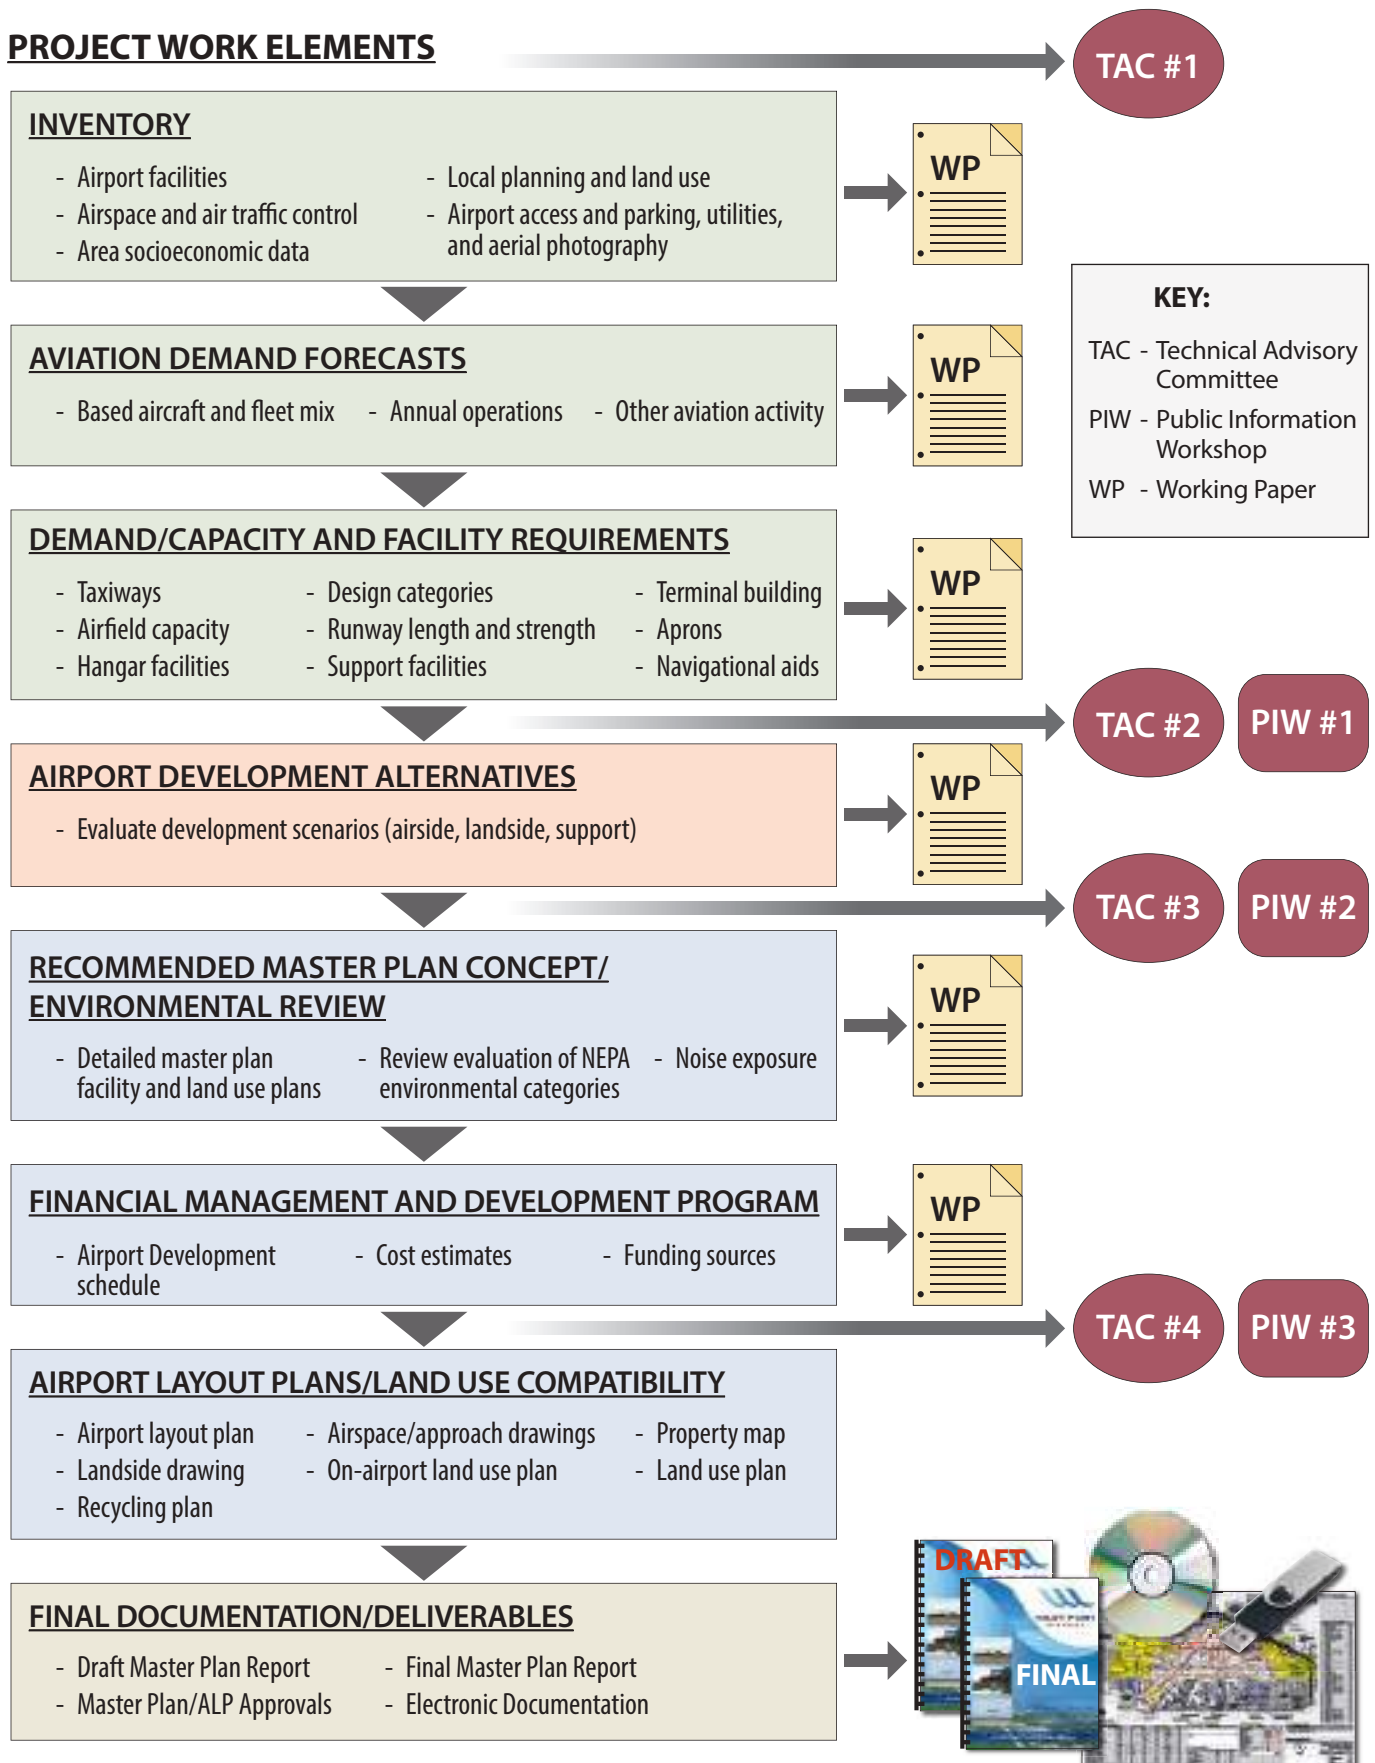 PROJECT WORK ELEMENTS
TAC #1
INVENTORY
- Airport facilities
- Airspace and air traffic control
- Area socioeconomic data
- Local planning and land use
- Airport access and parking, utilities,
and aerial photography
WP
KEY:
TAC - Technical Advisory
Committee
PIW - Public Information
Workshop
WP - Working Paper
AVIATION DEMAND FORECASTS
- Based aircraft and fleet mix - Annual operations - Other aviation activity
WP
DEMAND/CAPACITY AND FACILITY REQUIREMENTS
- Taxiways
- Airfield capacity
- Hangar facilities
- Design categories
- Runway length and strength
- Support facilities
- Terminal building
- Aprons
- Navigational aids
WP
TAC #2
PIW #1
AIRPORT DEVELOPMENT ALTERNATIVES
- Evaluate development scenarios (airside, landside, support)
WP
TAC #3
PIW #2
RECOMMENDED MASTER PLAN CONCEPT/
ENVIRONMENTAL REVIEW
- Detailed master plan
facility and land use plans
- Review evaluation of NEPA
environmental categories
- Noise exposure
WP
FINANCIAL MANAGEMENT AND DEVELOPMENT PROGRAM
- Airport Development
schedule
- Cost estimates
- Funding sources
WP
TAC #4
PIW #3
AIRPORT LAYOUT PLANS/LAND USE COMPATIBILITY
- Airport layout plan
- Landside drawing
- Recycling plan
- Airspace/approach drawings
- On-airport land use plan
- Property map
- Land use plan
FINAL DOCUMENTATION/DELIVERABLES
- Draft Master Plan Report
- Master Plan/ALP Approvals
- Final Master Plan Report
- Electronic Documentation
DRAFT
FINAL